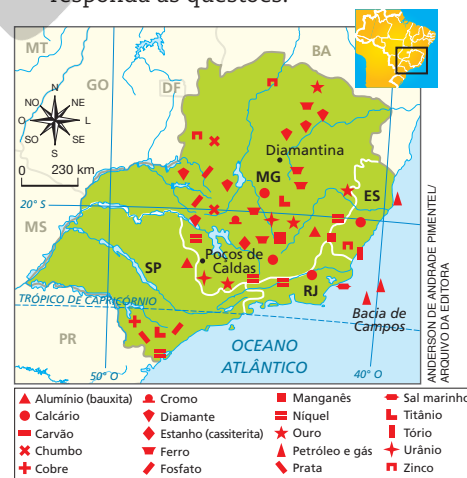 responda às questões.
MT
GO
DF
BA
N
NO
NE
O
L
SO
SE
S
0 230 km
Diamantina
MG
ES
20° S
MS
Poços de
Caldas
SP
RJ
TRÓPICO DE CAPRICÓRNIO
Bacia de
Campos
PR
OCEANO
ATLÂNTICO
50° O
40° O
ANDERSON DE ANDRADE PIMENTEL/
ARQUIVO DA EDITORA
Alumínio (bauxita)
Calcário
Carvão
Chumbo
Cobre
Cromo
Diamante
Estanho (cassiterita)
Ferro
Fosfato
Manganês
Níquel
Ouro
Petróleo e gás
Prata
Sal marinho
Titânio
Tório
Urânio
Zinco